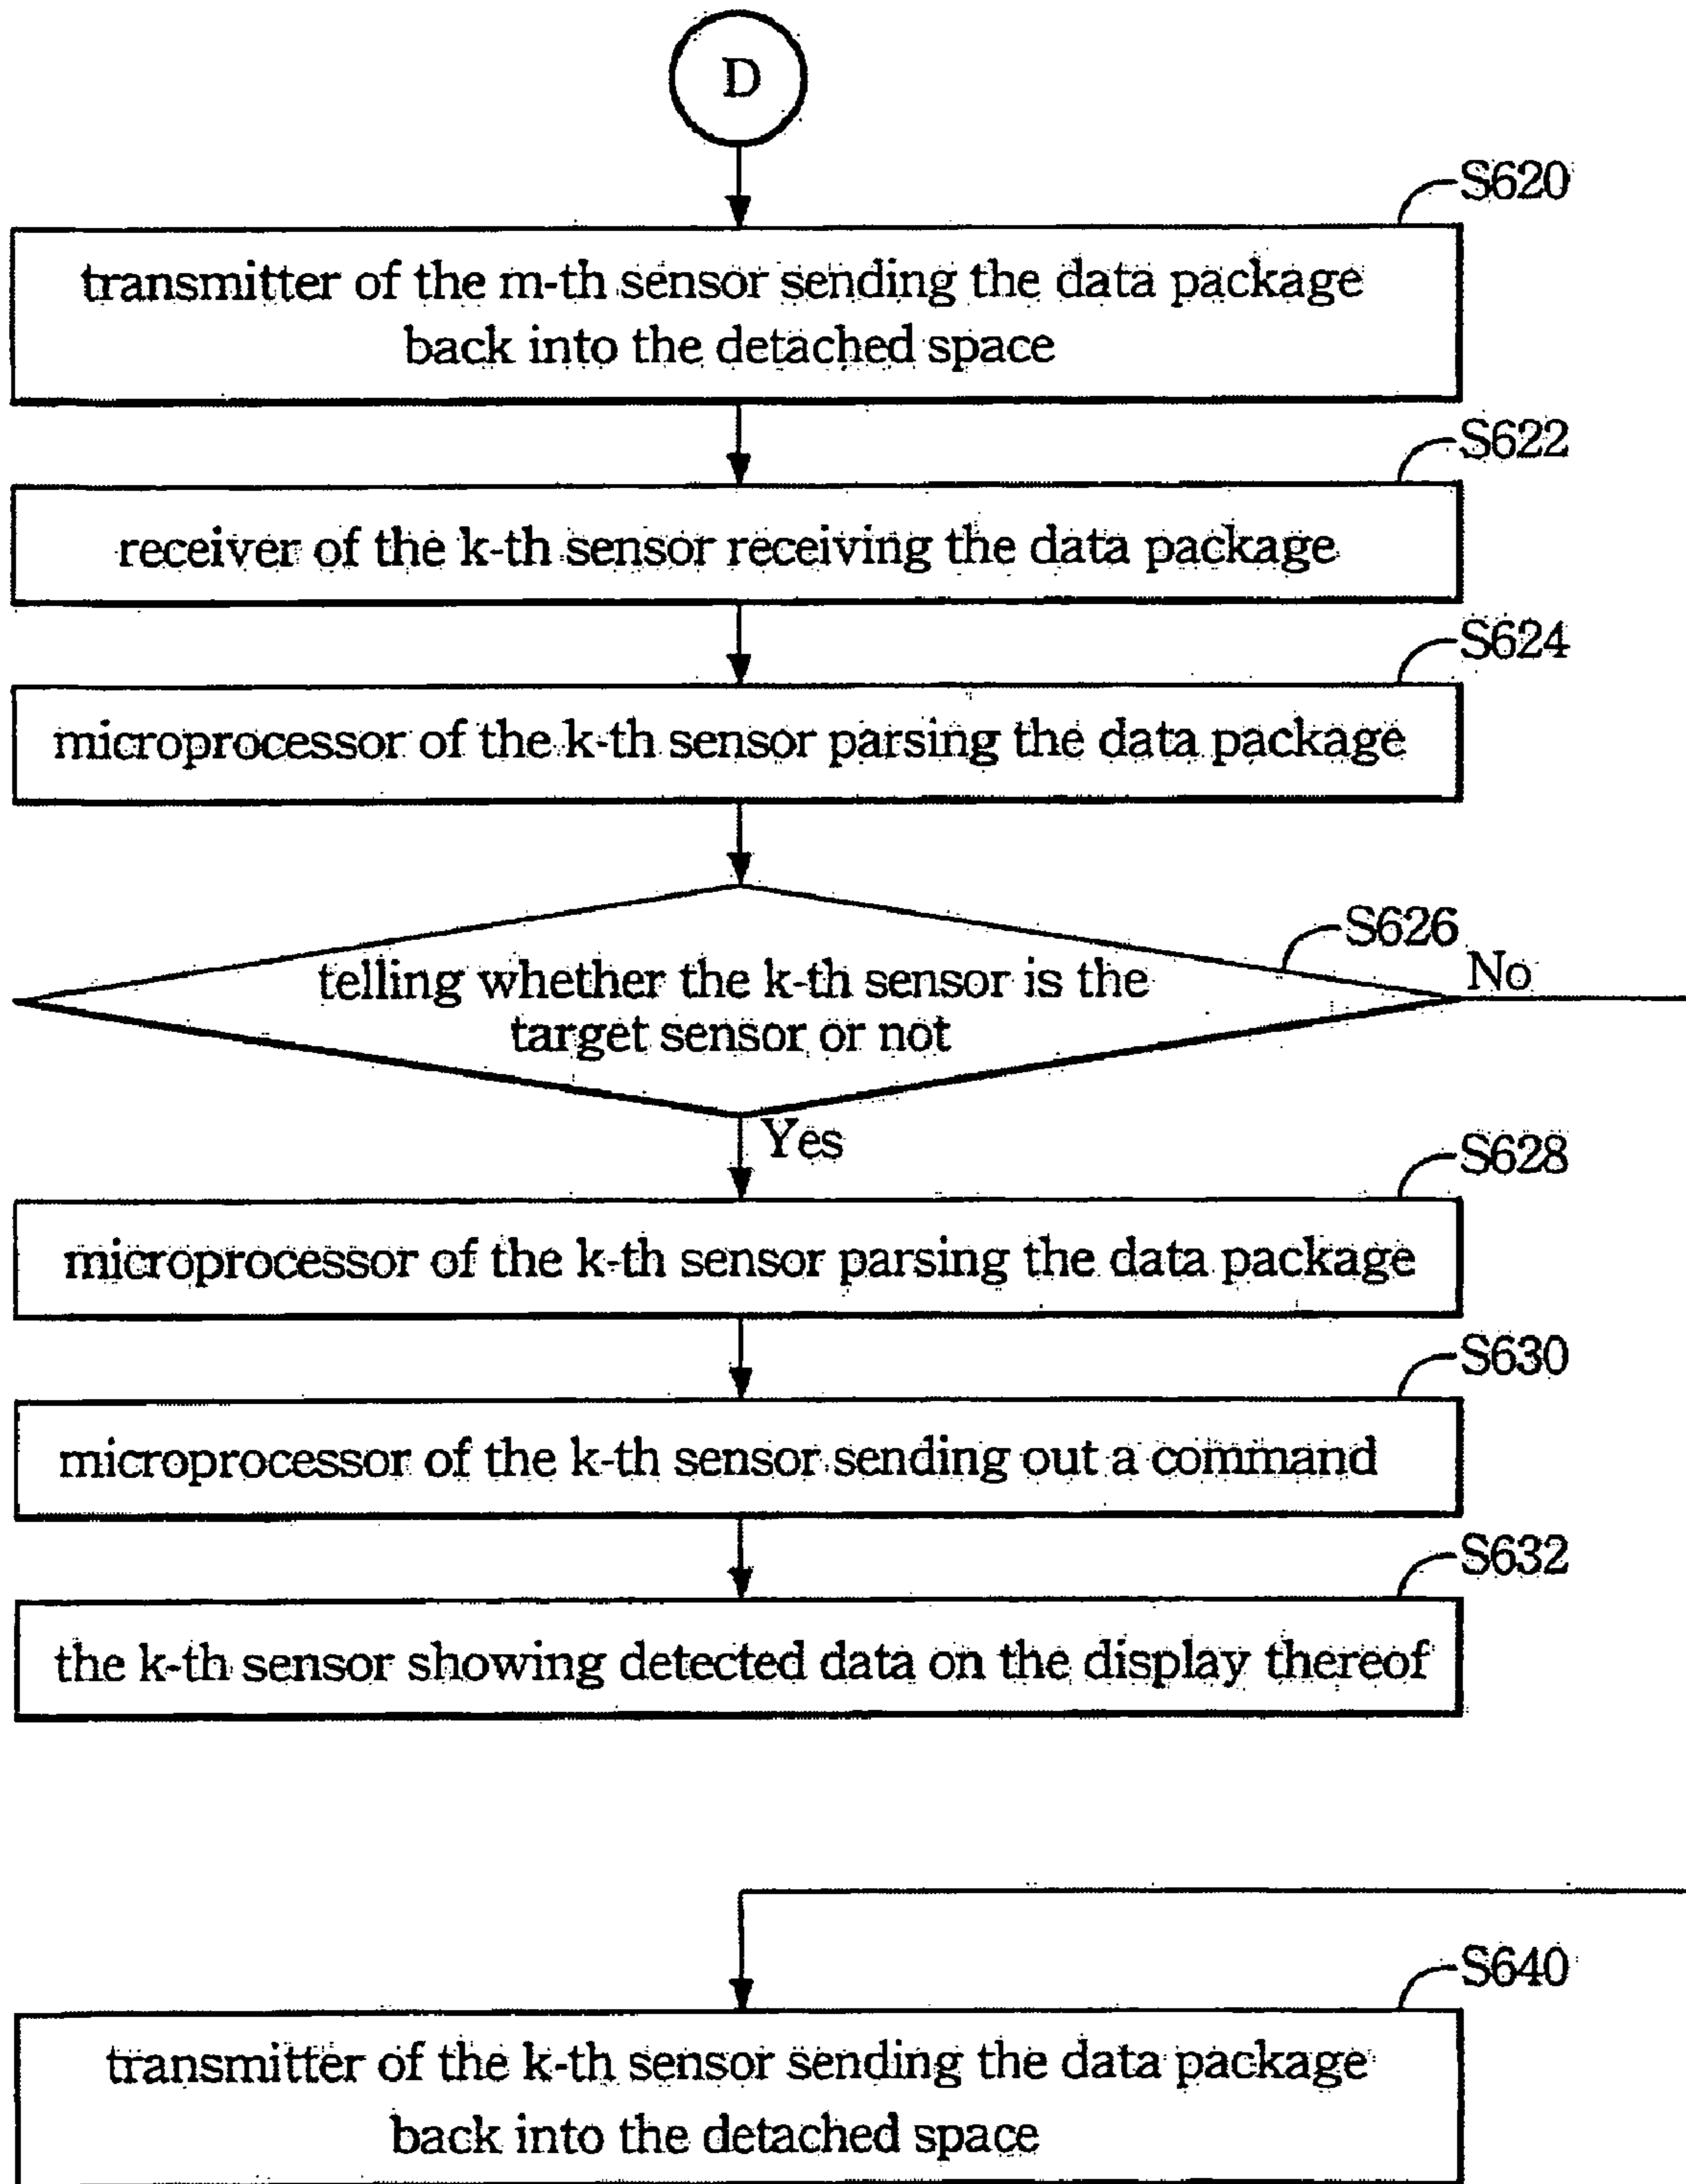 D
S620
transmitter of the m-th sensor sending the data package
back into the detached space
S622
receiver of the k-th sensor receiving the data package
S624
microprocessor of the k-th sensor parsing the data package
S626
No
telling whether the k-th sensor is the
target sensor or not
Yes
S628
microprocessor of the k-th sensor parsing the data package
S630
microprocessor of the k-th sensor sending out a command
S632
the k-th sensor showing detected data on the display thereof
S640
transmitter of the k-th sensor sending the data package
back into the detached space